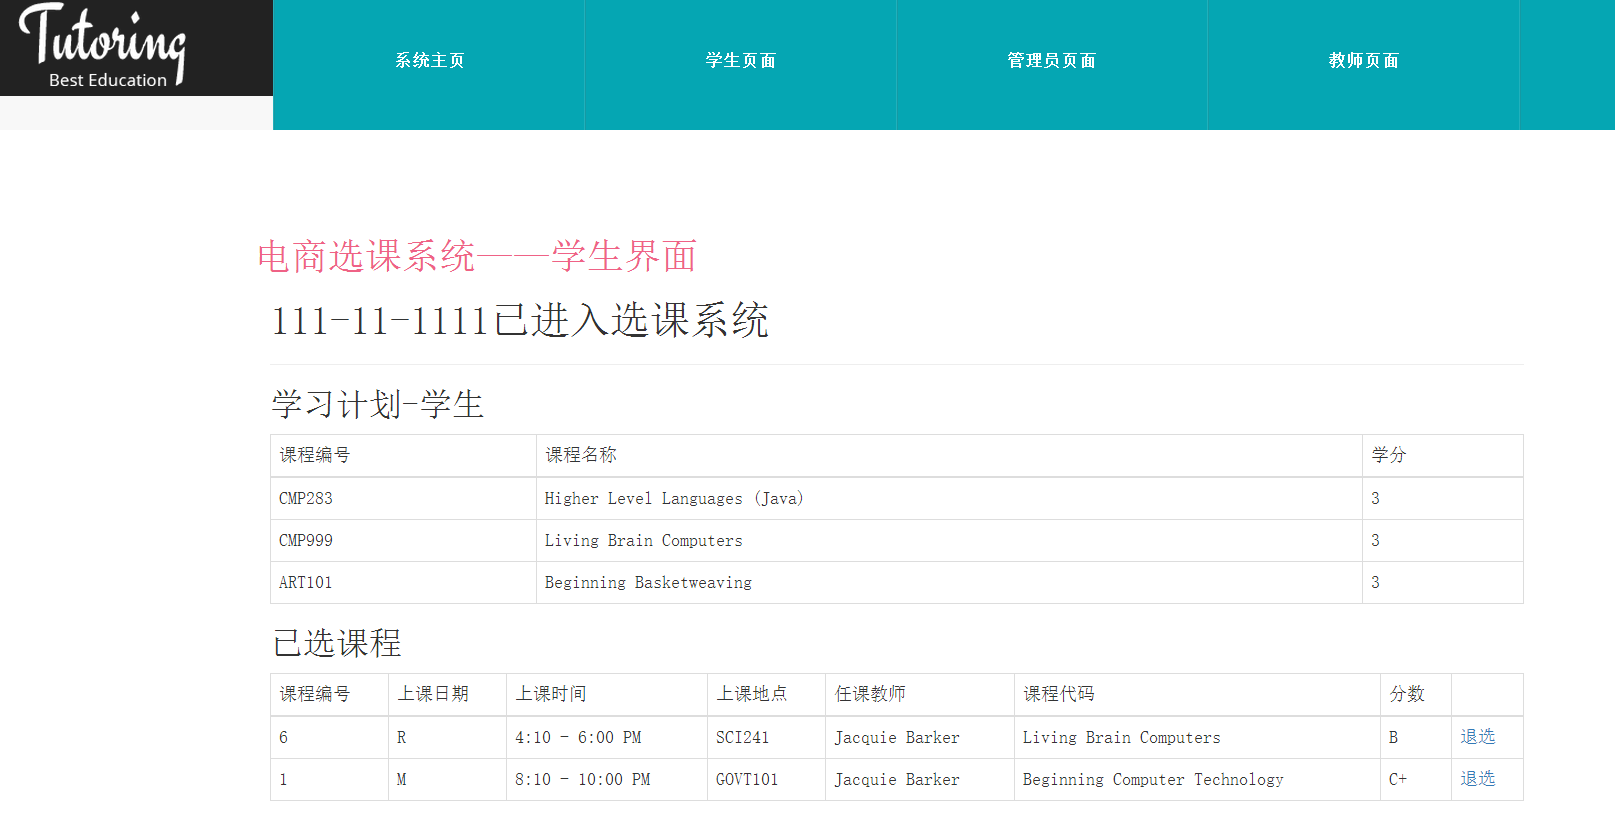 Tutoring
Best Education
系统主页 学生页面 管理员页面 教师页面
电商选课系统——学生界面
111-11-1111已进入选课系统
学习计划-学生
课程编号 课程名称 学分
CMP283 Higher Level Languages (Java) 3
CMP999 Living Brain Computers 3
ART101 Beginning Basketweaving 3
已选课程
课程编号 上课日期 上课时间 上课地点 任课教师 课程代码 分数
6 R 4:10 - 6:00 PM SCI241 Jacquie Barker Living Brain Computers B 退选
1 M 8:10 - 10:00 PM GOVT101 Jacquie Barker Beginning Computer Technology C+ 退选